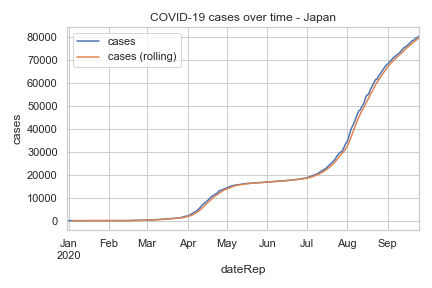 COVID-19 cases over time - Japan
cases
cases (rolling)
80000
70000
60000
50000
40000
30000
20000
10000
0
cases
Jan Feb Mar Apr May Jun Jul Aug Sep
2020
dateRep